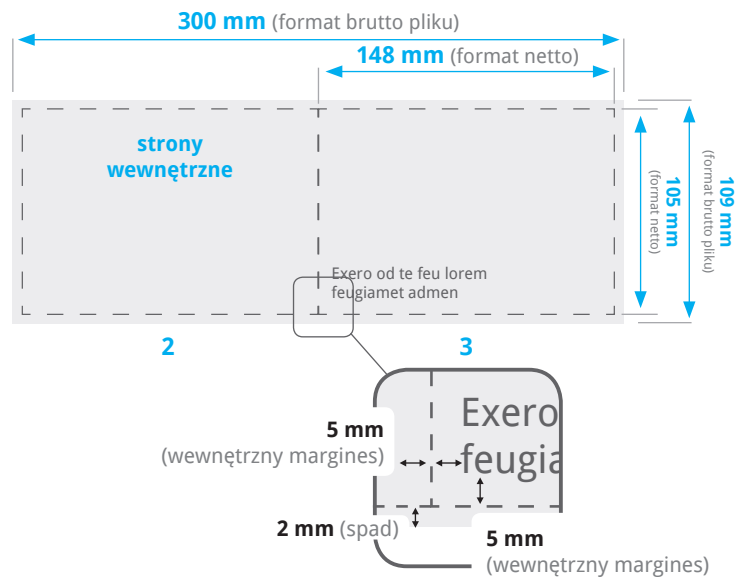 300 mm (format brutto pliku)
148 mm (format netto)
strony
wewnętrzne
105 mm
(format netto)
109 mm
(format brutto pliku)
Exero od te feu lorem
feugiamet admen
2
3
Exero
feugia
5 mm
(wewnętrzny margines)
2 mm (spad)
5 mm
(wewnętrzny margines)